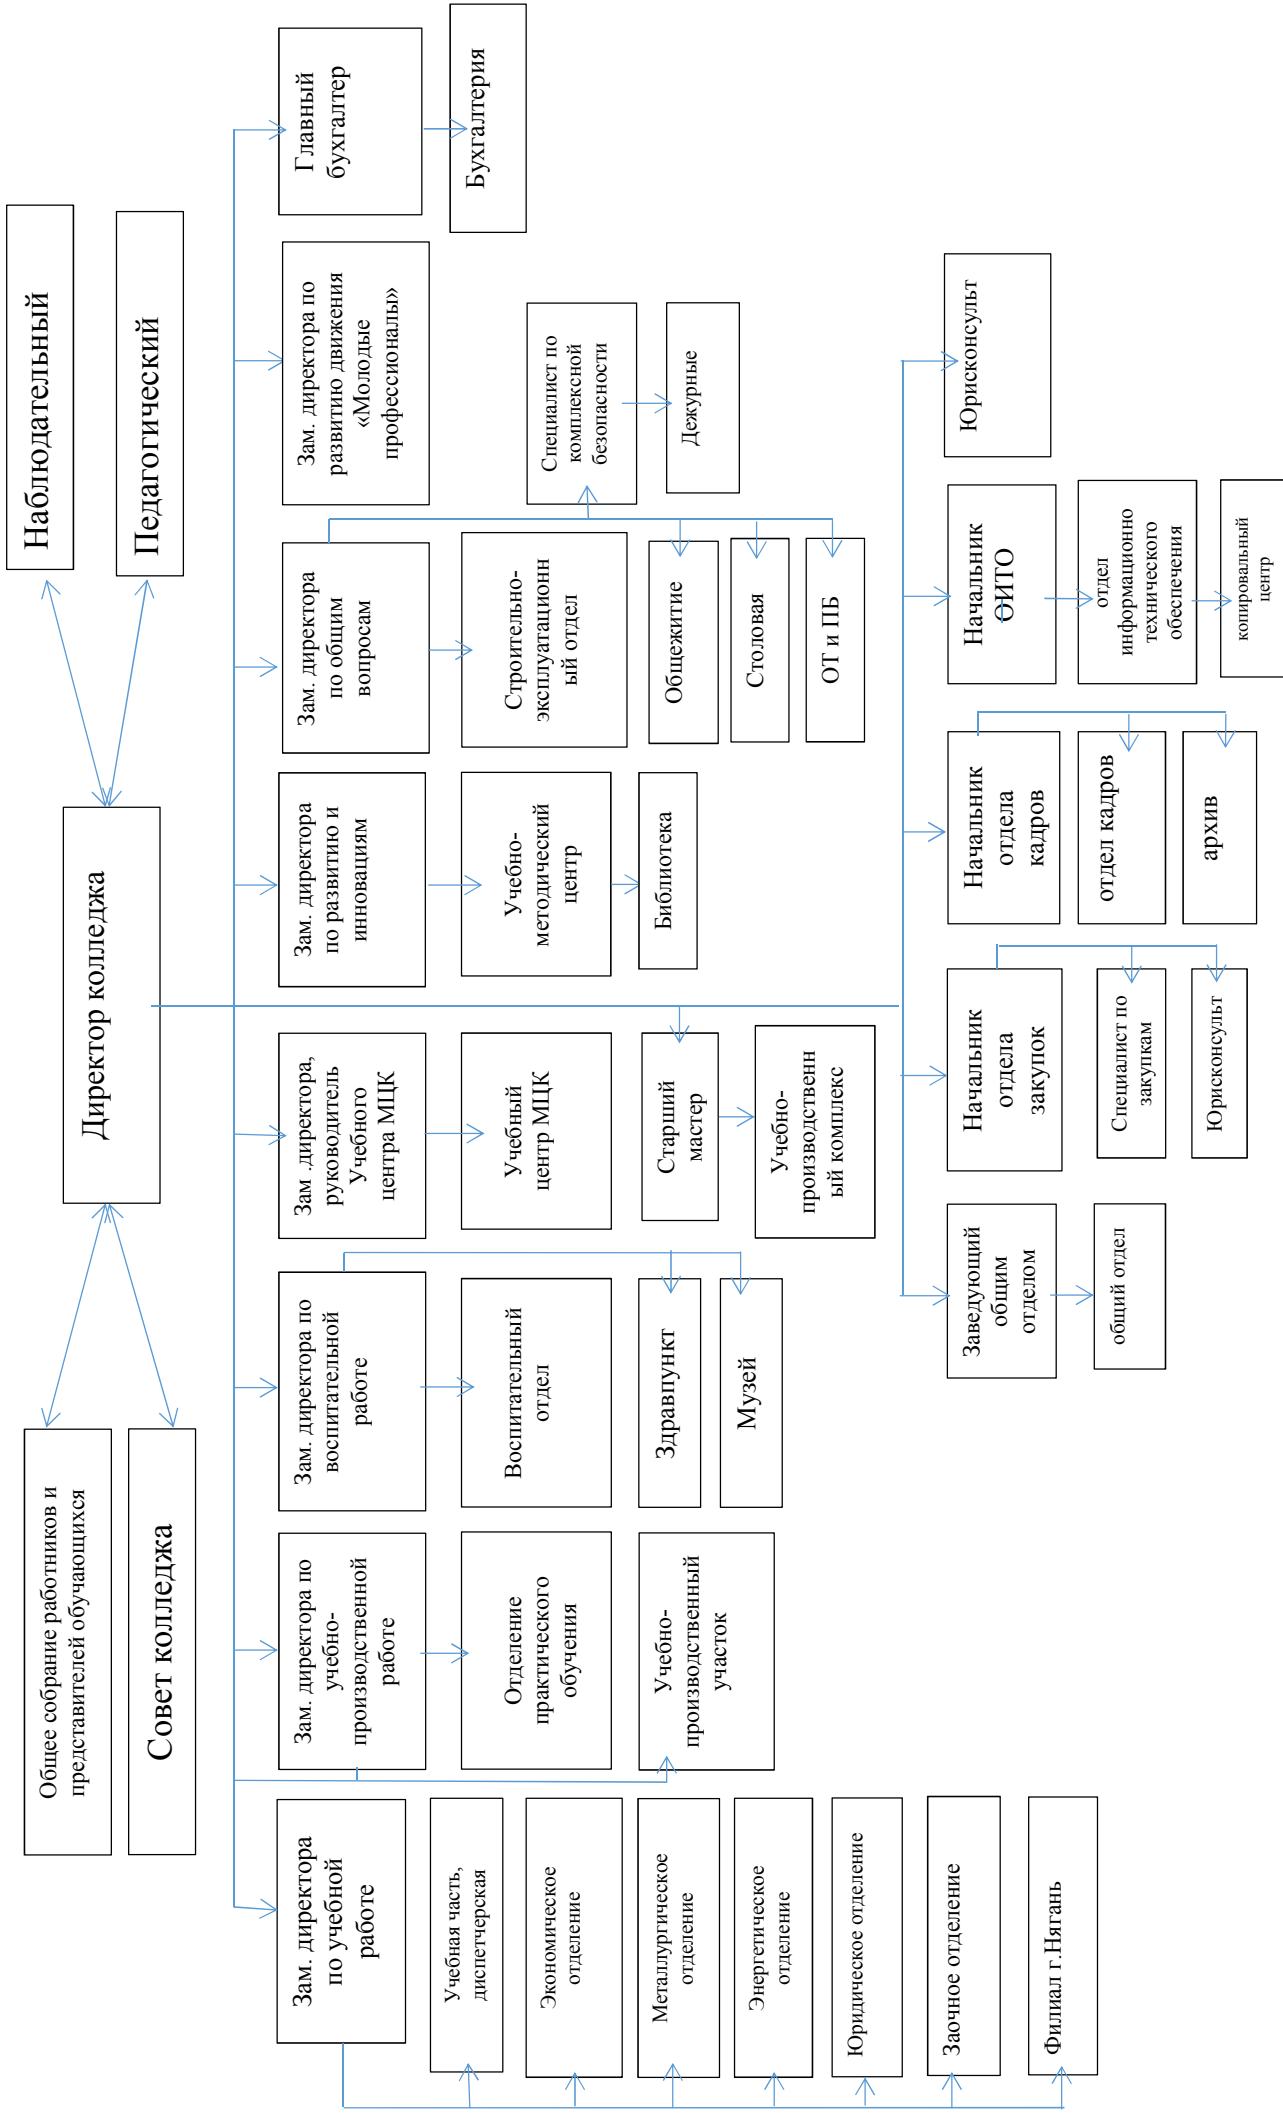 Общее собрание работников и
представителей обучающихся
Совет колледжа
Директор колледжа
Наблюдательный
Педагогический
Зам. директора
по учебной
работе
Учебная часть,
диспетчерская
Экономическое
отделение
Металлургическое
отделение
Энергетическое
отделение
Юридическое отделение
Заочное отделение
Филиал г.Нягань
Зам. директора по
учебно-
производственной
работе
Отделение
практического
обучения
Учебно-
производственный
участок
Зам. директора по
воспитательной
работе
Воспитательный
отдел
Здравпункт
Музей
Зам .директора,
руководитель
Учебного
центра МЦК
Учебный
центр МЦК
Старший
мастер
Учебно-
производственн
ый комплекс
Зам. директора
по развитию и
инновациям
Учебно-
методический
центр
Библиотека
Зам. директора
по общим
вопросам
Строительно-
эксплуатационн
ый отдел
Общежитие
Столовая
ОТ и ПБ
Специалист по
комплексной
безопасности
Дежурные
Зам. директора по
развитию движения
«Молодые
профессионалы»
Главный
бухгалтер
Бухгалтерия
Заведующий
общим
отделом
общий отдел
Начальник
отдела
закупок
Специалист по
закупкам
Юрисконсульт
Начальник
отдела
кадров
отдел кадров
архив
Начальник
ОИТО
отдел
информационно
технического
обеспечения
копировальный
центр
Юрисконсульт